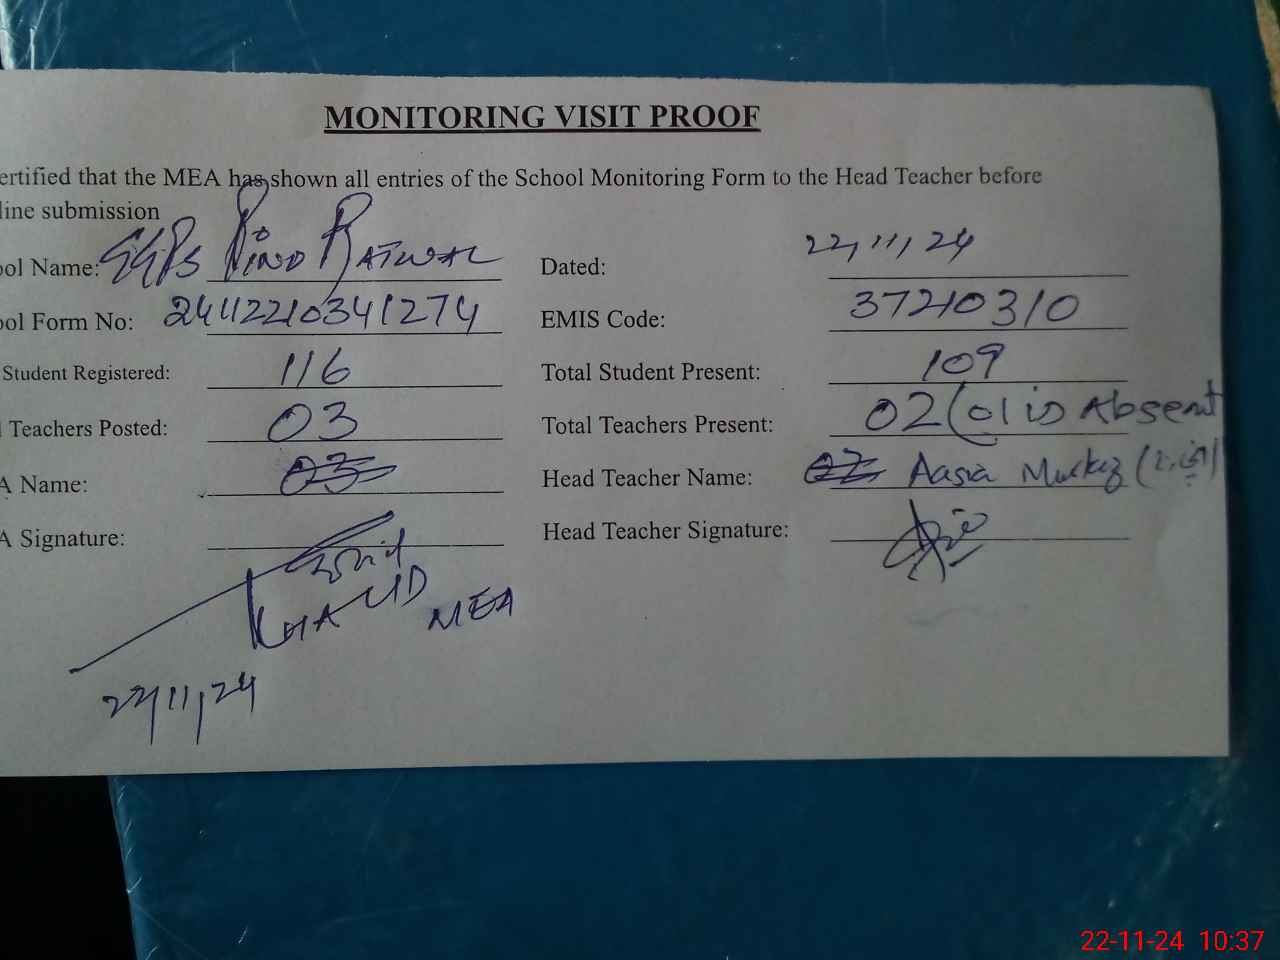 MONITORING VISIT PROOF
ertified that the MEA has shown all entries of the School Monitoring Form to the Head Teacher before
line submission
ool Name: GGPS Pind Ratwal Dated: 22/11/24
ool Form No: 24112210341274 EMIS Code: 37210310
Student Registered: 116 Total Student Present: 109
Teachers Posted: 03 Total Teachers Present: 02 (01 is Absent
A Name: 03 Head Teacher Name: Aasia
A Signature: Head Teacher Signature:
KHALID MEA
22/11/24
22-11-24 10:37